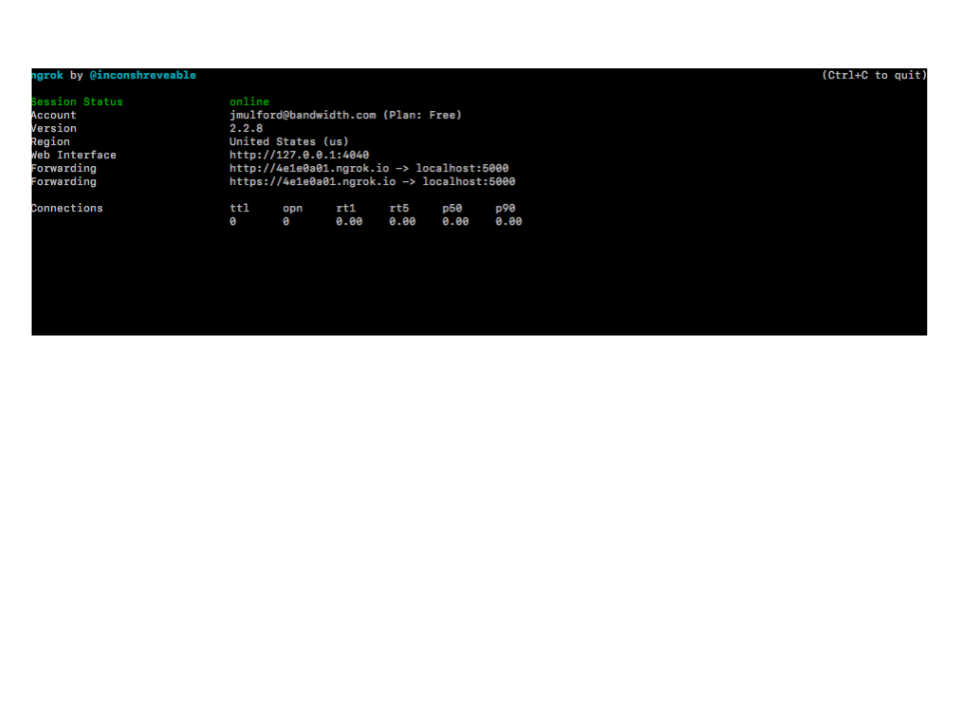 ngrok by @inconshreveable (Ctrl+C to quit)
Session Status online
Account jmulford@bandwidth.com (Plan: Free)
Version 2.2.8
Region United States (us)
Web Interface http://127.0.0.1:4040
Forwarding http://4e1e0a01.ngrok.io -> localhost:5000
Forwarding https://4e1e0a01.ngrok.io -> localhost:5000
Connections ttl opn rt1 rt5 p50 p90
0 0 0.00 0.00 0.00 0.00